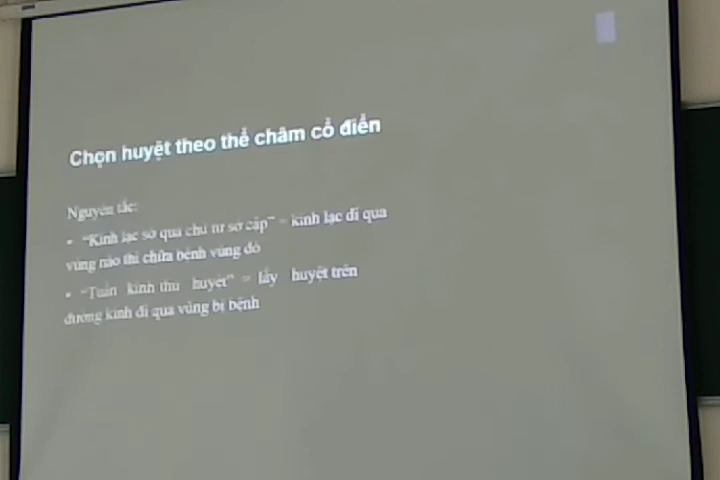 Chọn huyệt theo thể châm cổ điển
Nguyên tắc:
• “Kinh lạc sở quá chủ trị sở cập” = kinh lạc đi qua
vùng nào thì chữa bệnh vùng đó
• “Tuần kinh thủ huyệt” = lấy huyệt trên
đường kinh đi qua vùng bị bệnh